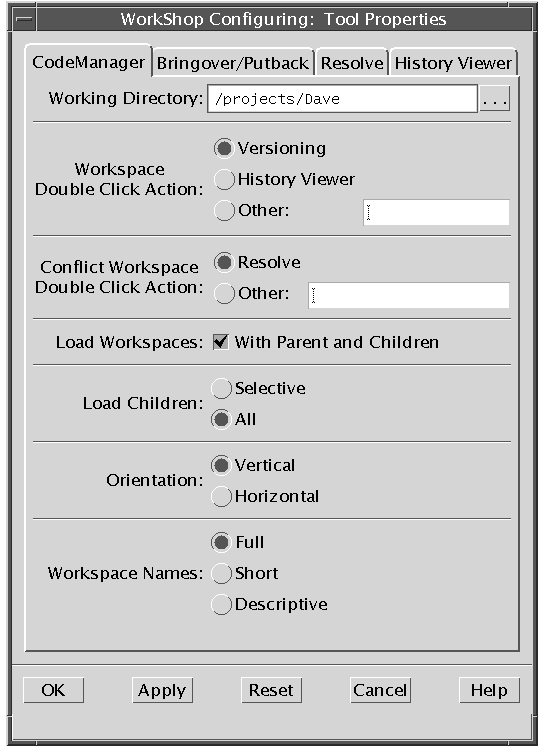 WorkShop Configuring: Tool Properties
CodeManager Bringover/Putback Resolve History Viewer
Working Directory: /projects/Dave ...
Workspace
Double Click Action:
Versioning
History Viewer
Other:
Conflict Workspace
Double Click Action:
Resolve
Other:
Load Workspaces: With Parent and Children
Load Children:
Selective
All
Orientation:
Vertical
Horizontal
Workspace Names:
Full
Short
Descriptive
OK Apply Reset Cancel Help